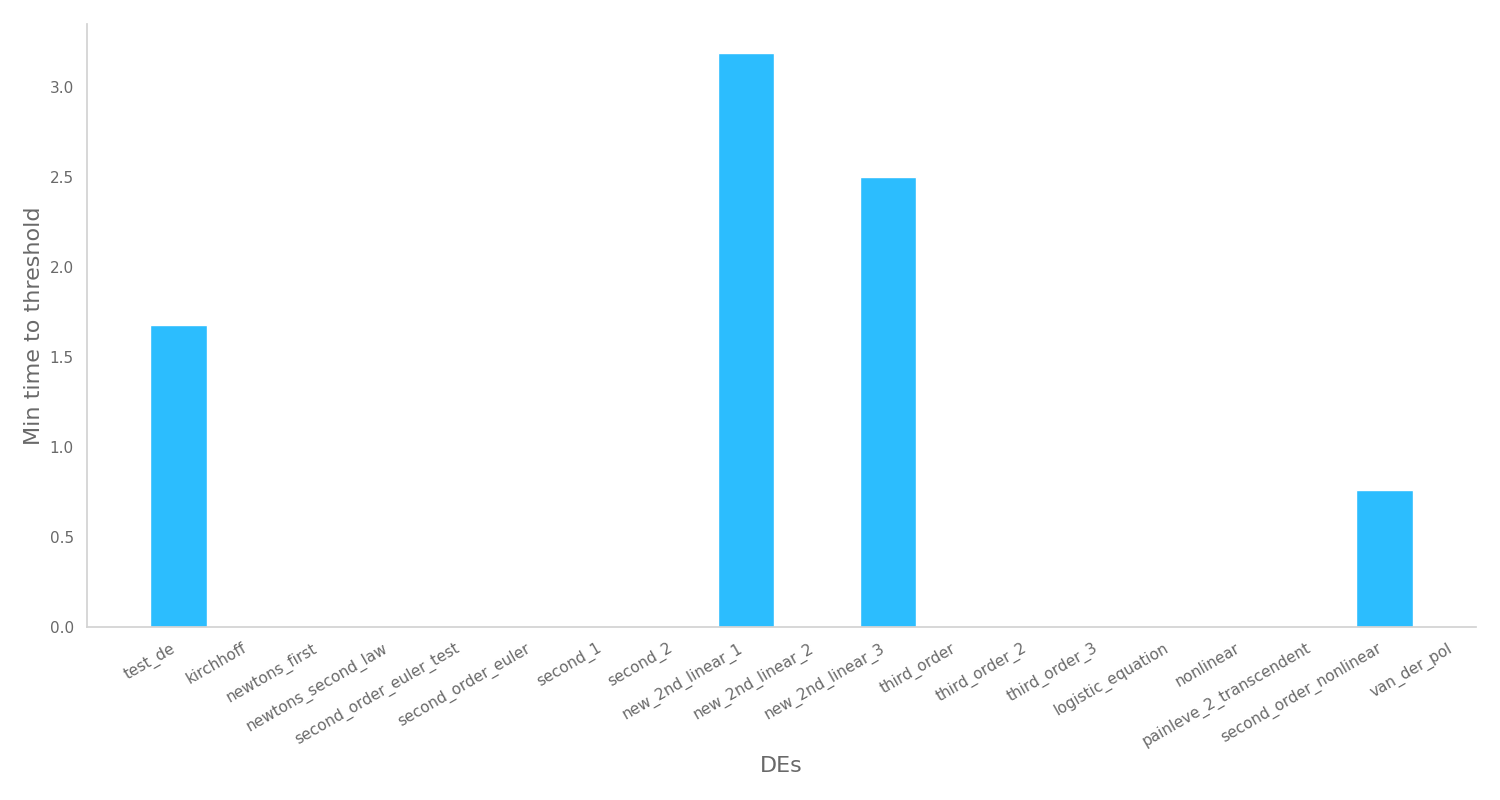 Min time to threshold
3.0
2.5
2.0
1.5
1.0
0.5
0.0
test_de
kirchhoff
newtons_first
newtons_second_law
second_order_euler_test
second_order_euler
second_1
second_2
new_2nd_linear_1
new_2nd_linear_2
new_2nd_linear_3
third_order
third_order_2
third_order_3
logistic_equation
nonlinear
painleve_2_transcendent
second_order_nonlinear
van_der_pol
DEs